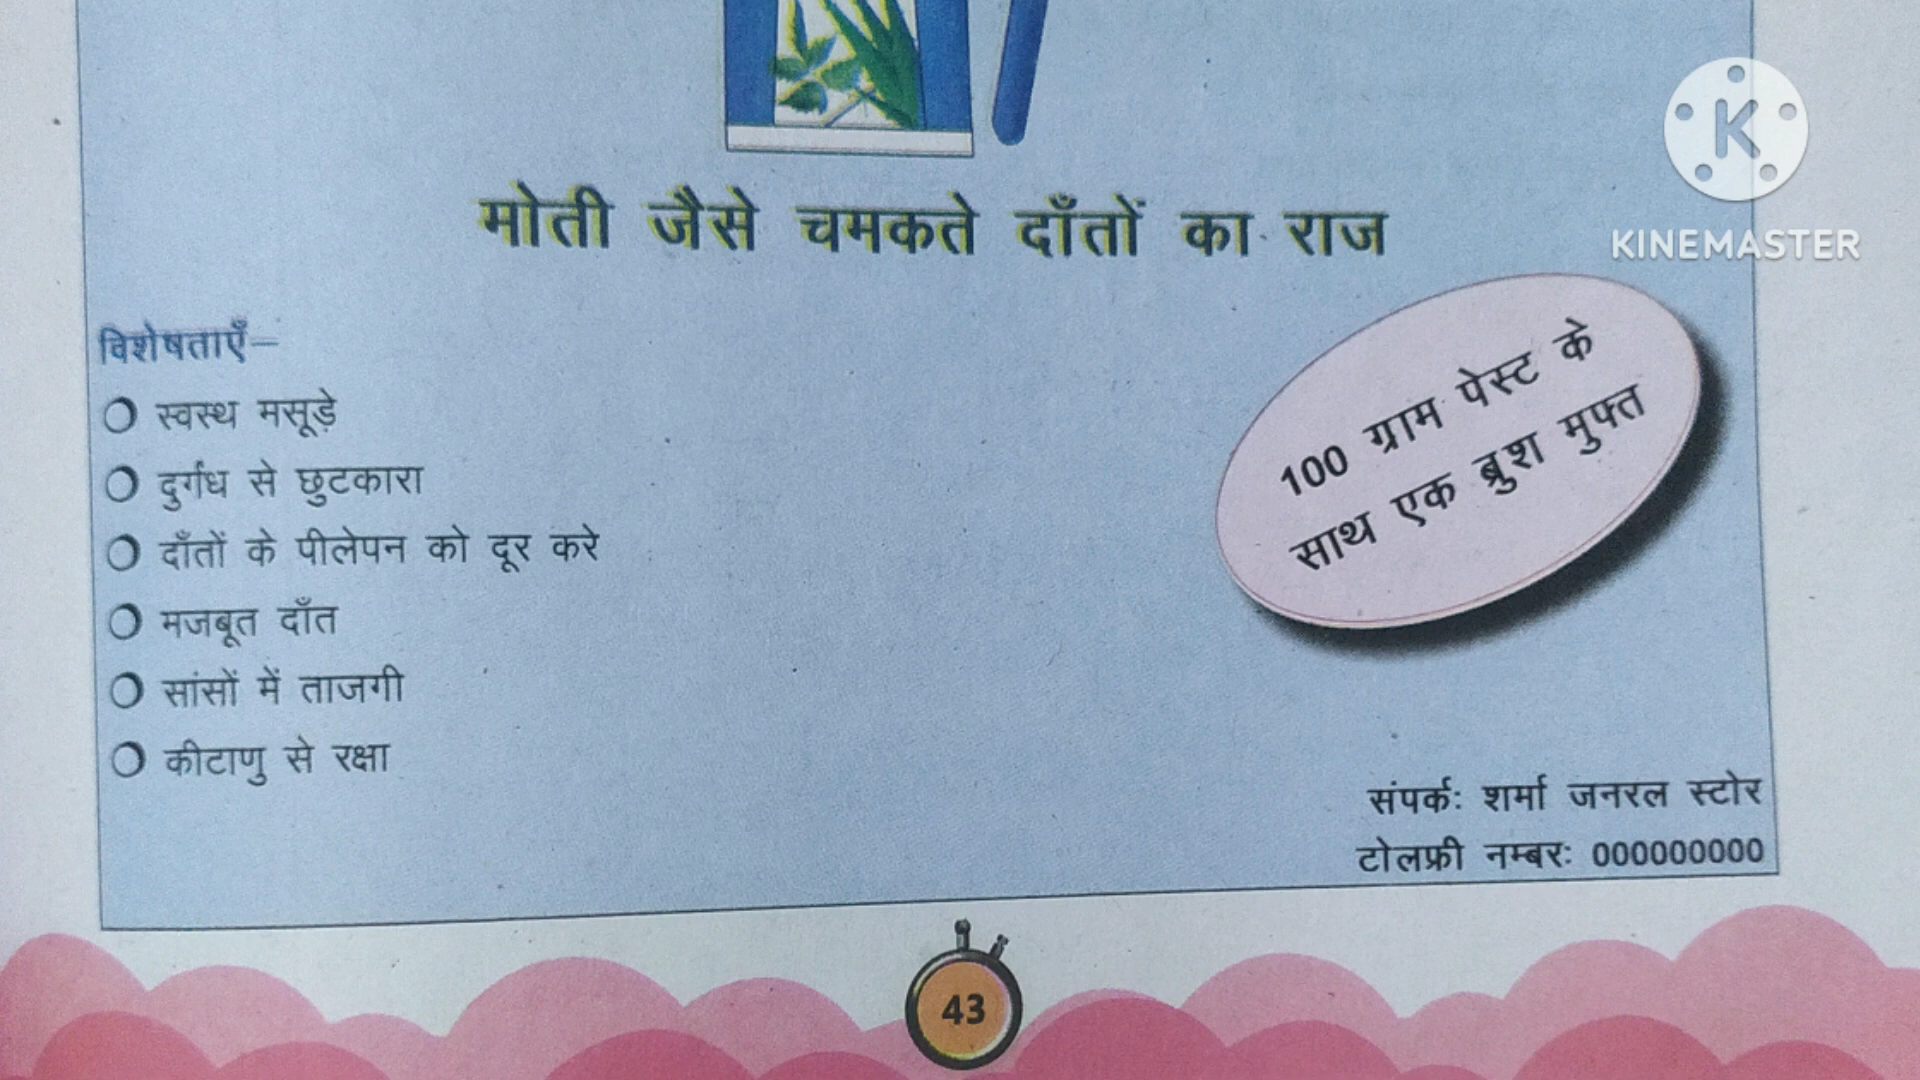 K
KINEMASTER
मोती जैसे चमकते दाँतों का राज
विशेषताएँ—
स्वस्थ मसूड़े
दुर्गंध से छुटकारा
दाँतों के पीलेपन को दूर करे
मजबूत दाँत
सांसों में ताजगी
कीटाणु से रक्षा
100 ग्राम पेस्ट के
साथ एक ब्रुश मुफ्त
संपर्कः शर्मा जनरल स्टोर
टोलफ्री नम्बरः 000000000
43